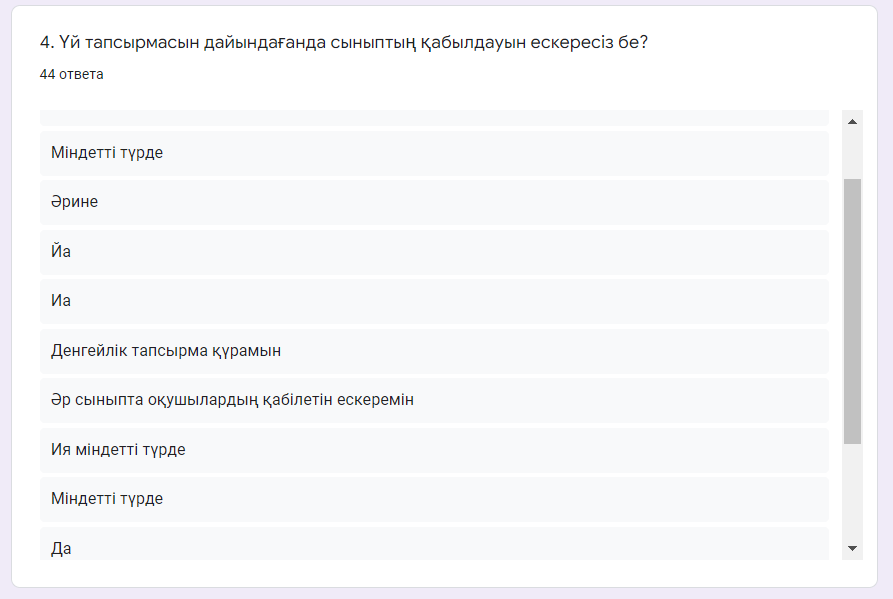 4. Үй тапсырмасын дайындағанда сыныптың қабылдауын ескересіз бе?
44 ответа
Міндетті түрде
Әрине
Йа
Иа
Денгейлік тапсырма құрамын
Әр сыныпта оқушылардың қабілетін ескеремін
Ия міндетті түрде
Міндетті түрде
Да